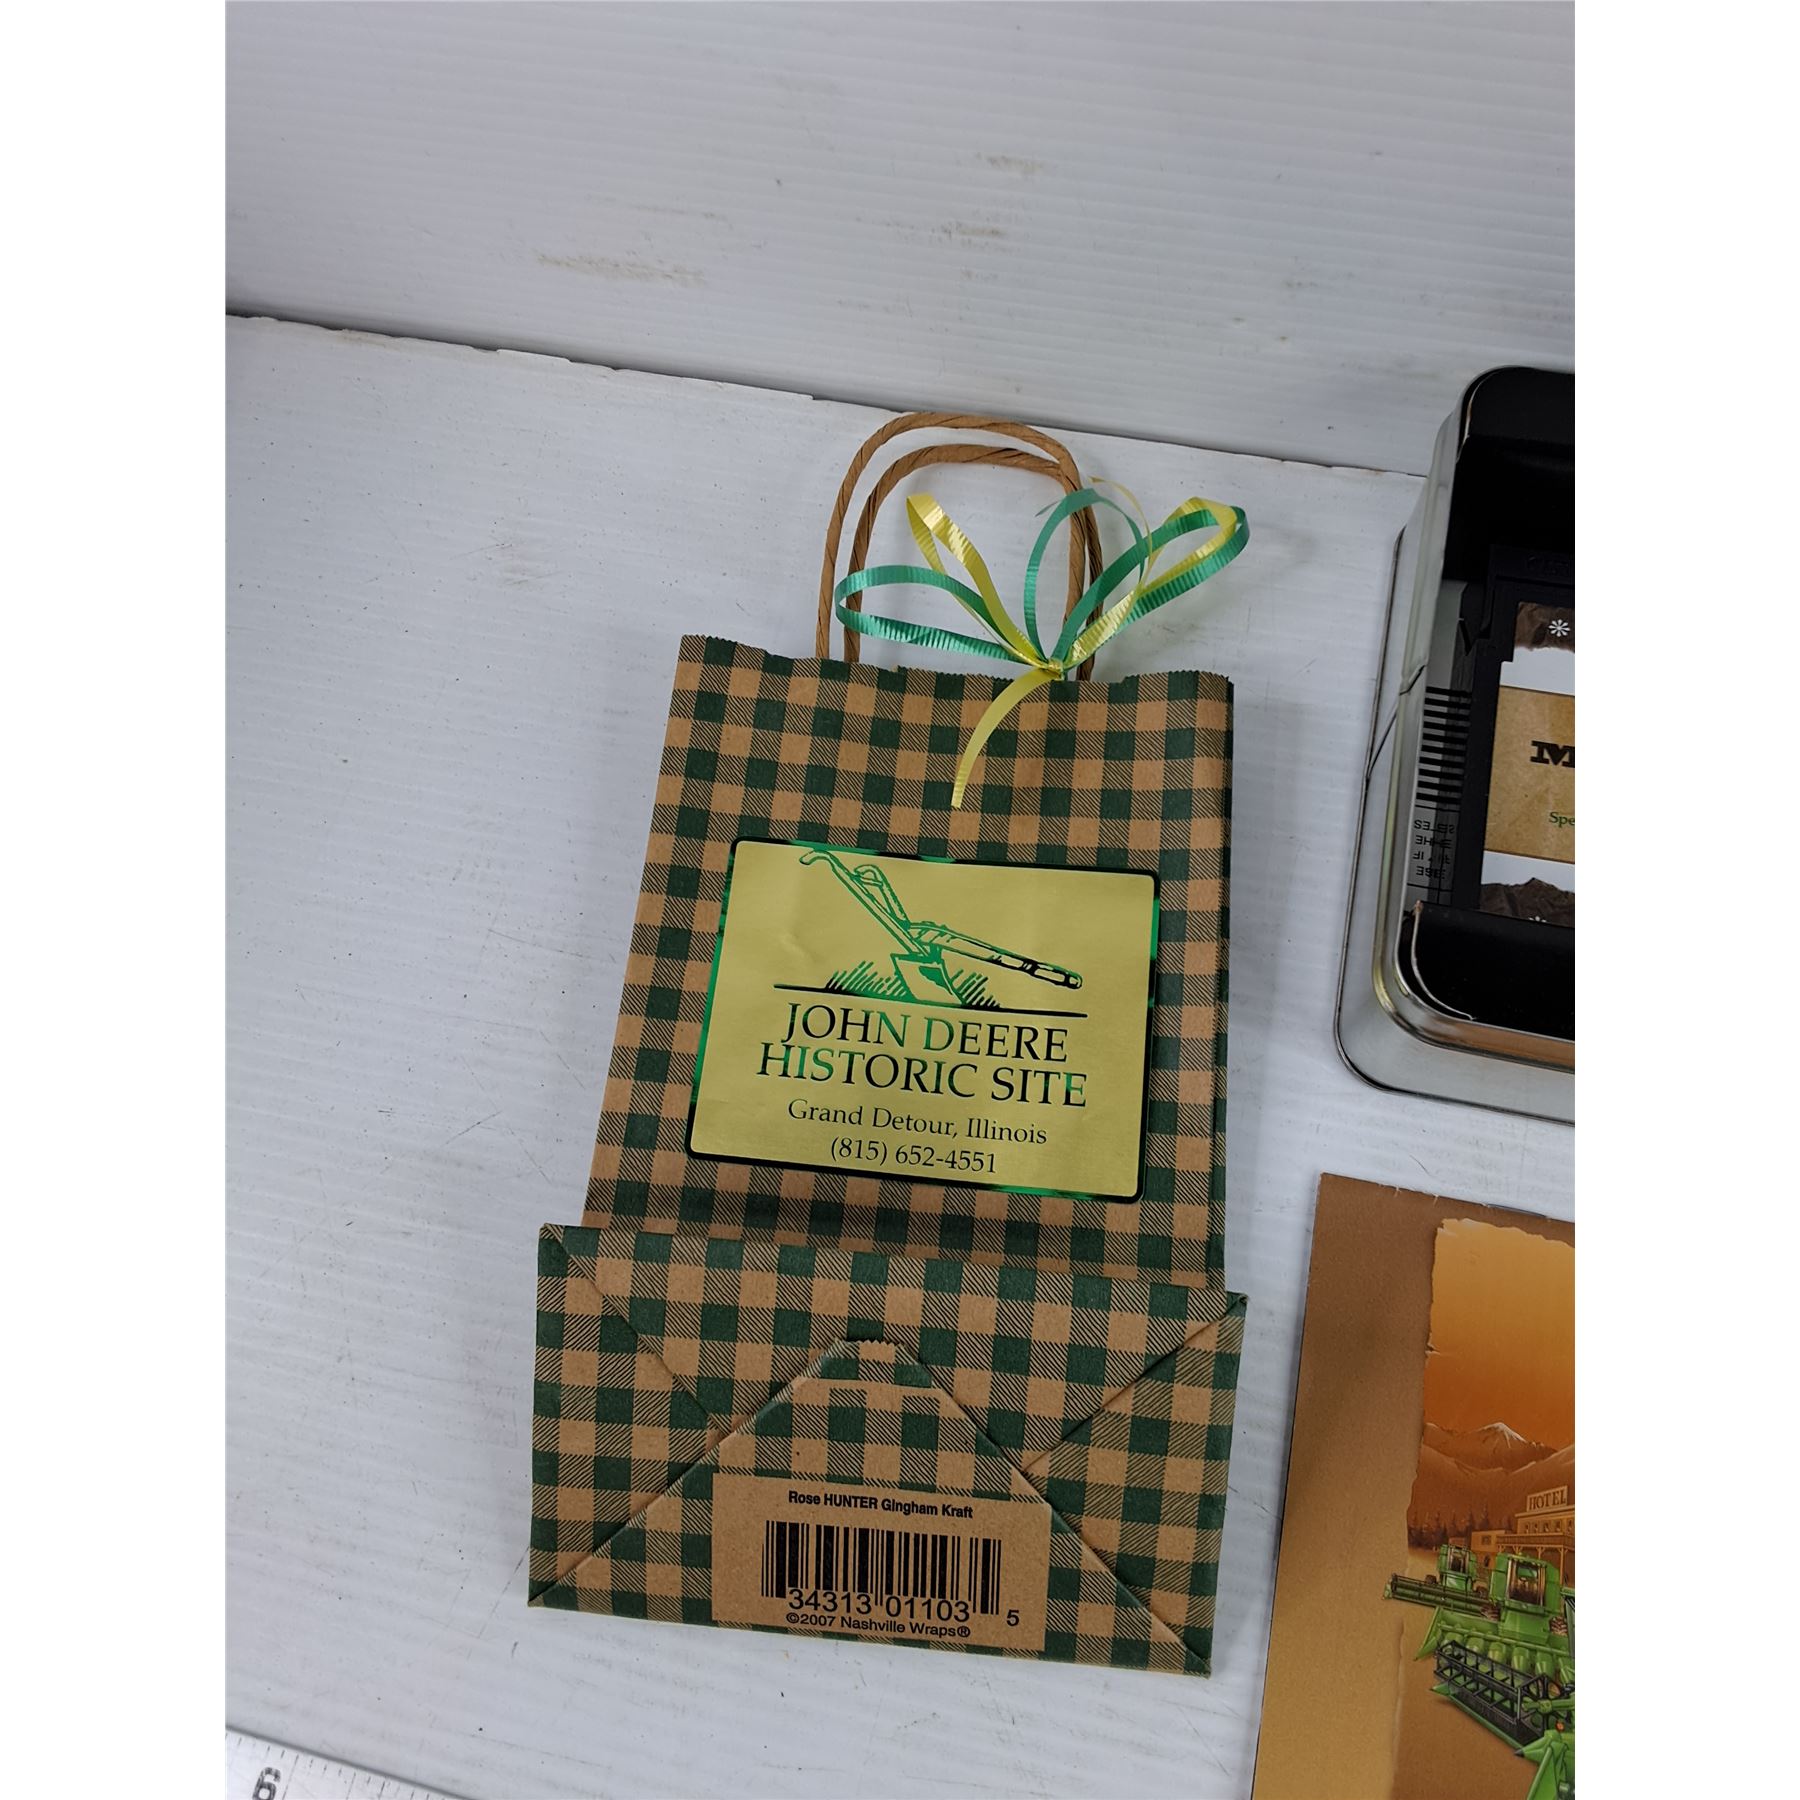 JOHN DEERE
HISTORIC SITE
Grand Detour, Illinois
(815) 652-4551
Rose HUNTER Gingham Kraft
34313 01103 5
©2007 Nashville Wraps®
HOTEL
6